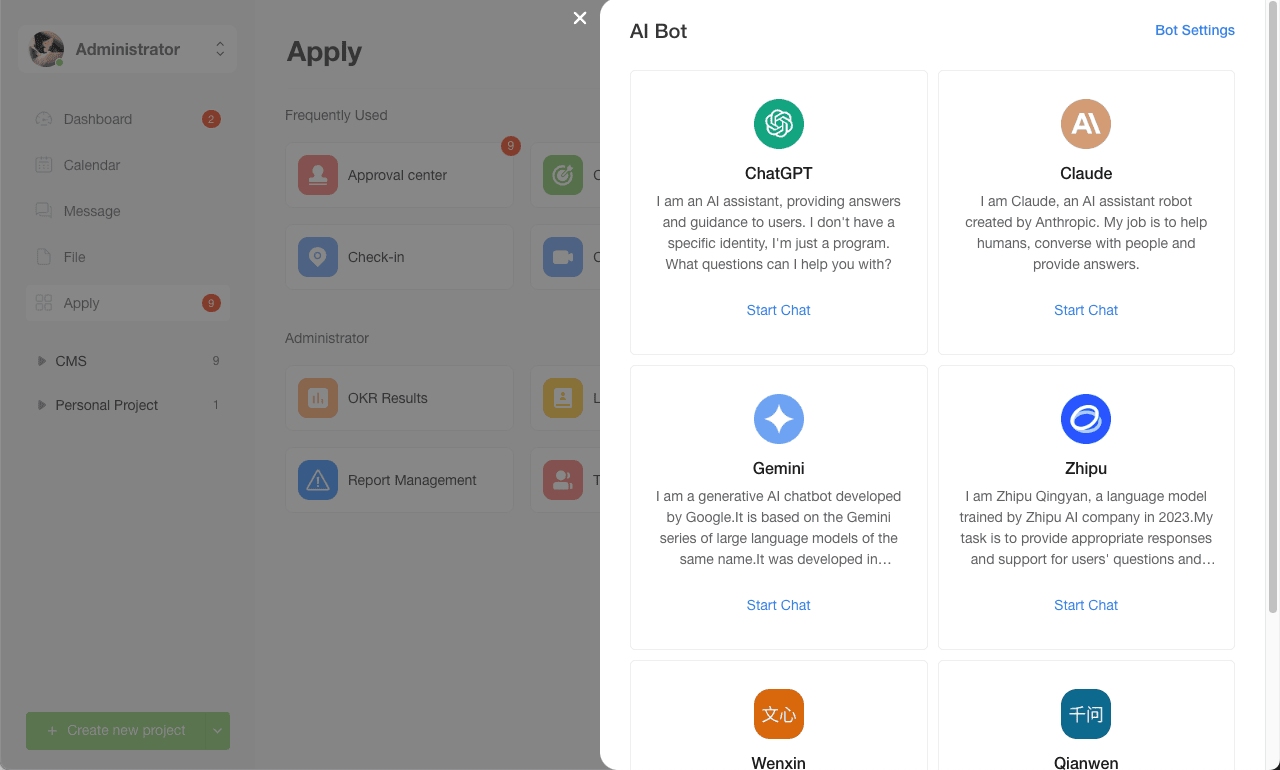 Administrator
Dashboard
2
Calendar
Message
File
Apply
9
CMS
9
Personal Project
1
+ Create new project
Apply
Frequently Used
9
Approval center
Check-in
Administrator
OKR Results
Report Management
AI Bot
Bot Settings
ChatGPT
I am an AI assistant, providing answers
and guidance to users. I don't have a
specific identity, I'm just a program.
What questions can I help you with?
Start Chat
Claude
I am Claude, an AI assistant robot
created by Anthropic. My job is to help
humans, converse with people and
provide answers.
Start Chat
Gemini
I am a generative AI chatbot developed
by Google.It is based on the Gemini
series of large language models of the
same name.It was developed in…
Start Chat
Zhipu
I am Zhipu Qingyan, a language model
trained by Zhipu AI company in 2023.My
task is to provide appropriate responses
and support for users' questions and…
Start Chat
文心
Wenxin
千问
Qianwen